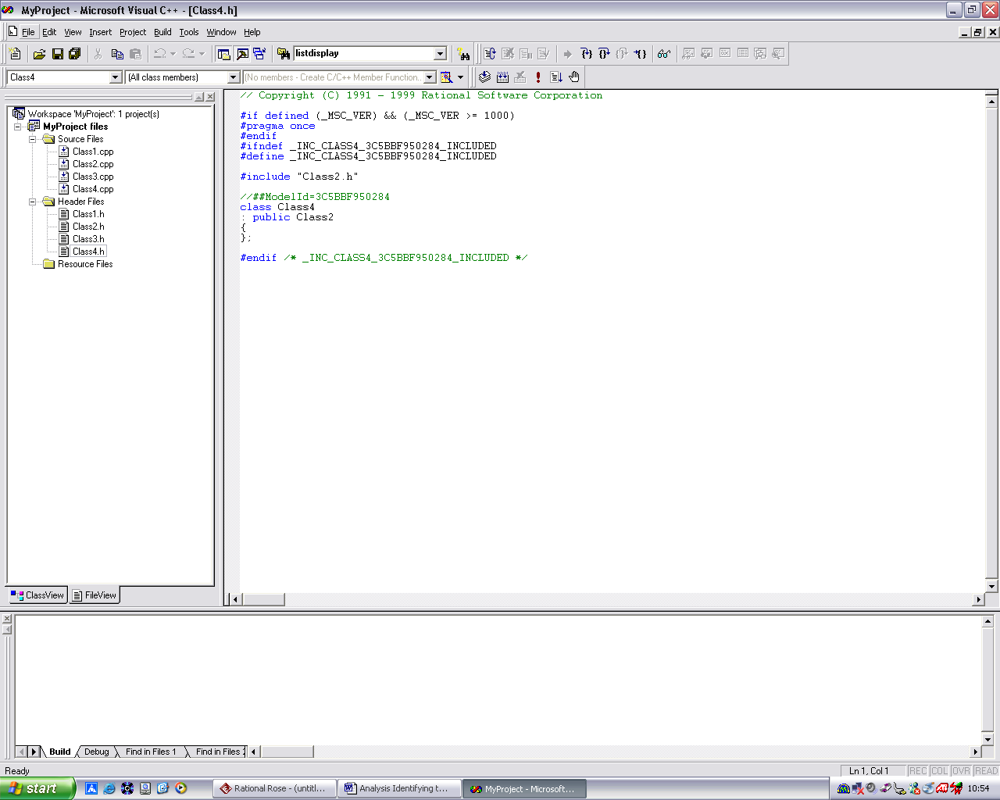 MyProject - Microsoft Visual C++ - [Class4.h]
File Edit View Insert Project Build Tools Window Help
listdisplay
Class4 (All class members) (No members - Create C/C++ Member Function..
Workspace 'MyProject': 1 project(s)
MyProject files
Source Files
Class1.cpp
Class2.cpp
Class3.cpp
Class4.cpp
Header Files
Class1.h
Class2.h
Class3.h
Class4.h
Resource Files
ClassView FileView
// Copyright (C) 1991 - 1999 Rational Software Corporation
#if defined (_MSC_VER) && (_MSC_VER >= 1000)
#pragma once
#endif
#ifndef _INC_CLASS4_3C5BBF950284_INCLUDED
#define _INC_CLASS4_3C5BBF950284_INCLUDED
#include "Class2.h"
//##ModelId=3C5BBF950284
class Class4
: public Class2
{
};
#endif /* _INC_CLASS4_3C5BBF950284_INCLUDED */
Build Debug Find in Files 1 Find in Files 2
Ready Ln 1, Col 1 REC COL OVR READ
start Rational Rose - (untitl... Analysis Identifying t... MyProject - Microsoft... 10:54